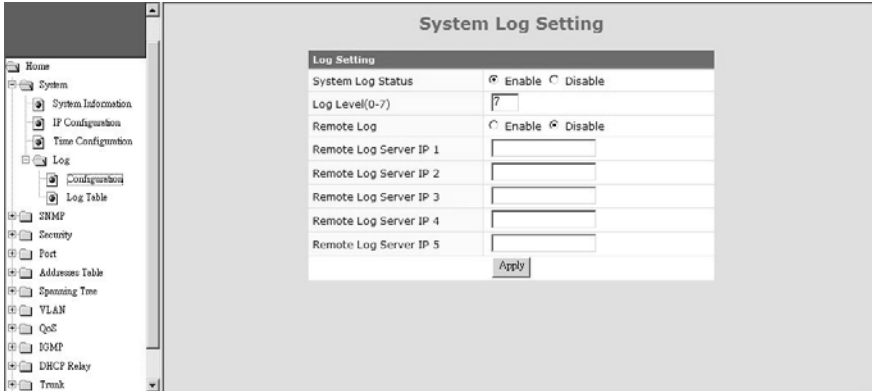 Home
System
System Information
IP Configuration
Time Configuration
Log
Configuration
Log Table
SNMP
Security
Port
Addresses Table
Spanning Tree
VLAN
QoS
IGMP
DHCP Relay
Trunk
System Log Setting
Log Setting
System Log Status Enable Disable
Log Level(0-7) 7
Remote Log Enable Disable
Remote Log Server IP 1
Remote Log Server IP 2
Remote Log Server IP 3
Remote Log Server IP 4
Remote Log Server IP 5
Apply